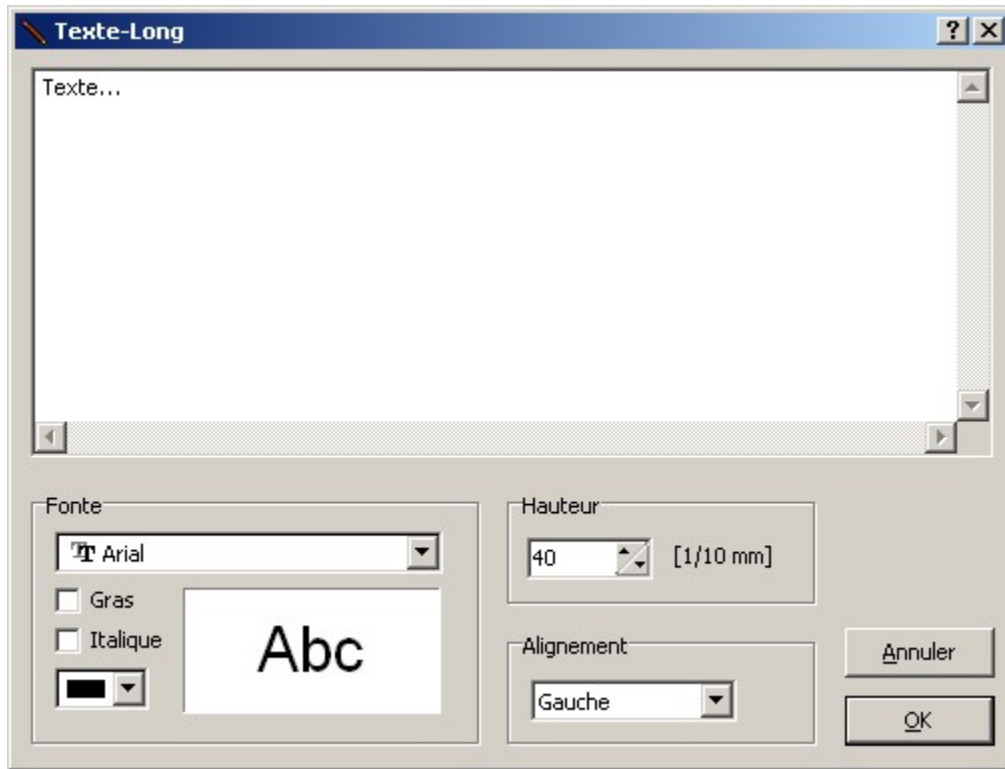 Texte-Long
Texte...
Fonte
Arial
Gras
Italique
Abc
Hauteur
40 [1/10 mm]
Alignement
Gauche
Annuler
OK